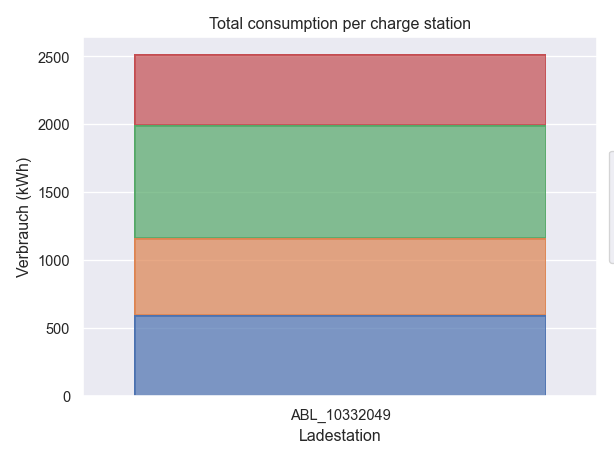 Total consumption per charge station
Verbrauch (kWh)
2500
2000
1500
1000
500
0
ABL_10332049
Ladestation